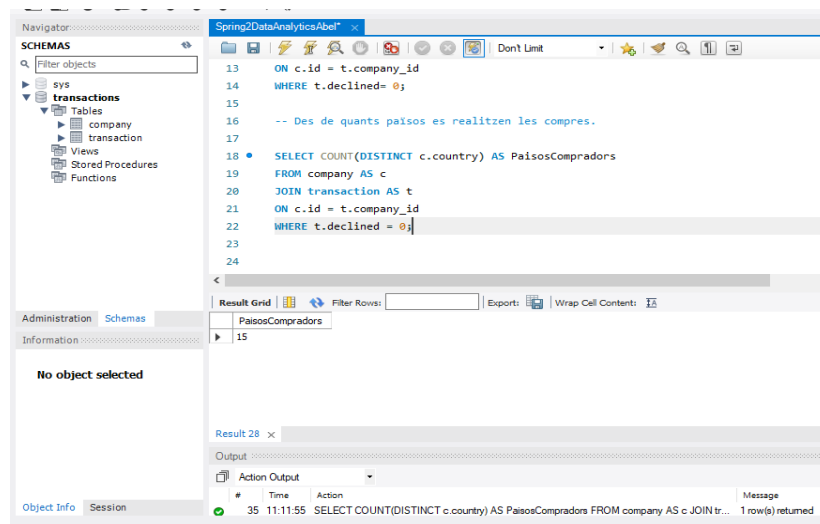 Navigator
SCHEMAS
Filter objects
sys
transactions
Tables
company
transaction
Views
Stored Procedures
Functions
Administration Schemas
Information
No object selected
Object Info Session
Spring2DataAnalyticsAbel* ×
Don't Limit
13 ON c.id = t.company_id
14 WHERE t.declined= 0;
15
16 -- Des de quants països es realitzen les compres.
17
18 SELECT COUNT(DISTINCT c.country) AS PaisosCompradors
19 FROM company AS c
20 JOIN transaction AS t
21 ON c.id = t.company_id
22 WHERE t.declined = 0;
23
24
Result Grid Filter Rows: Export: Wrap Cell Content:
PaisosCompradors
15
Result 28 ×
Output
Action Output
# Time Action Message
35 11:11:55 SELECT COUNT(DISTINCT c.country) AS PaisosCompradors FROM company AS c JOIN tr... 1 row(s) returned